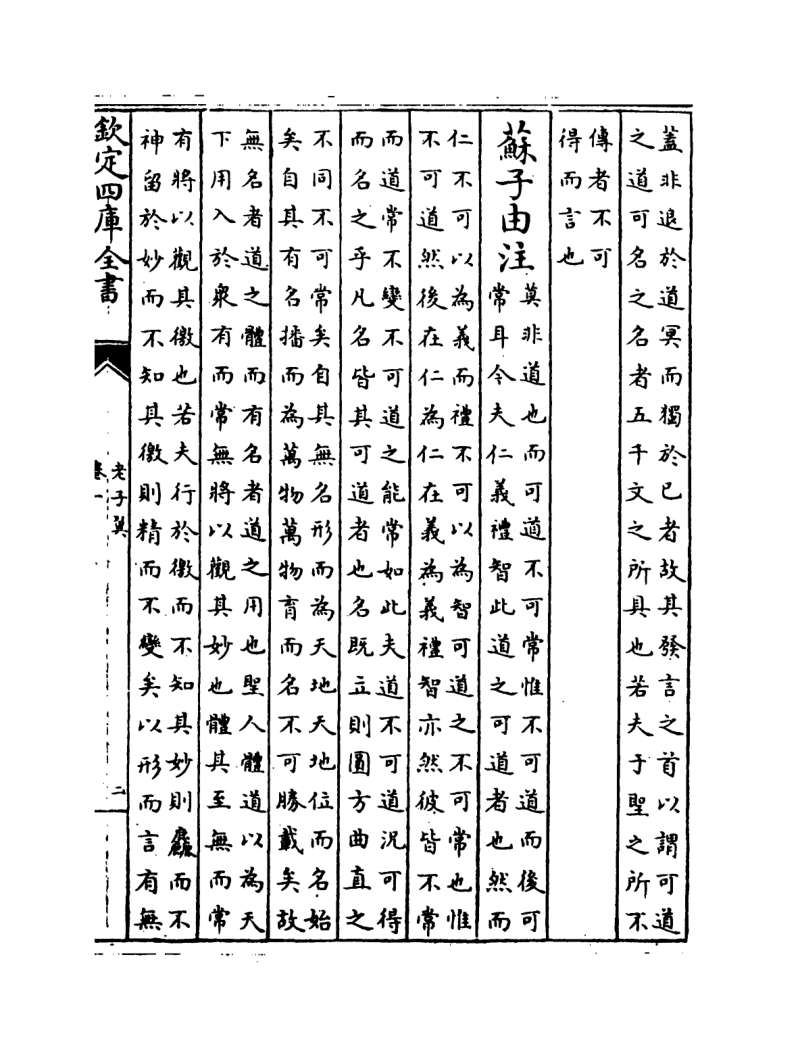 蓋非退於道冥而獨於已者故其發言之首以謂可道
之道可名之名者五千文之所具也若夫于聖之所不
傳者不可
得而言也
蘇子由注
莫非道也而可道不可常惟不可道而後可
常耳今夫仁義禮智此道之可道者也然而
仁不可以為義而禮不可以為智可道之不可常也惟
不可道然後在仁為仁在義為義禮智亦然彼皆不常
而道常不變不可道之能常如此夫道不可道況可得
而名之乎凡名皆其可道者也名既立則圓方曲直之
不同不可常矣自其無名形而為天地天地位而名始
矣自其有名播而為萬物萬物育而名不可勝載矣故
無名者道之體而有名者道之用也聖人體道以為天
下用入於衆有而常無將以觀其妙也體其至無而常
有將以觀其徼也若夫行於徼而不知其妙則麤而不
神留於妙而不知其徼則精而不變矣以形而言有無
欽定四庫全書
老子翼
卷一
二